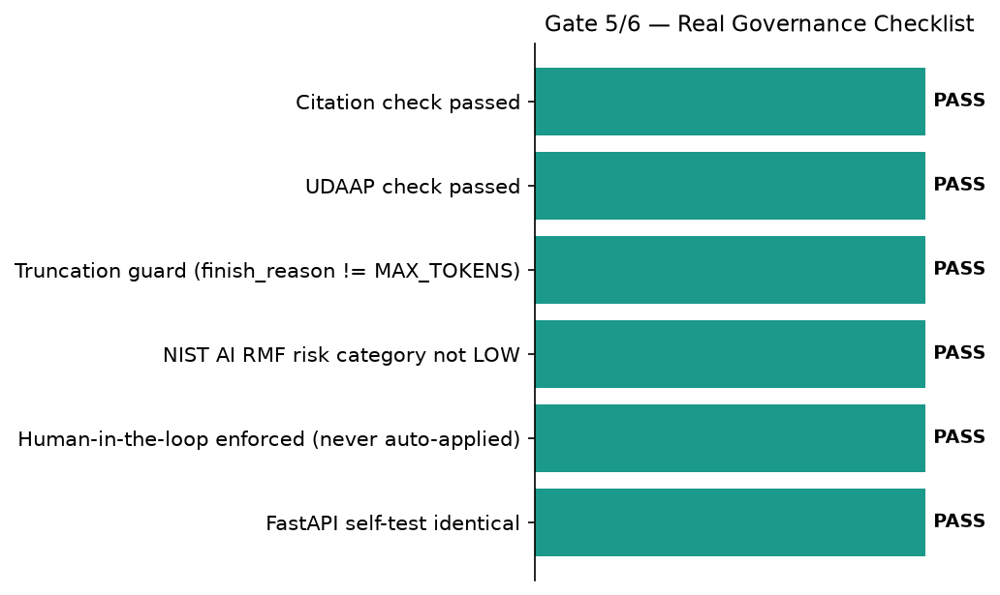 Gate 5/6 — Real Governance Checklist
Citation check passed PASS
UDAAP check passed PASS
Truncation guard (finish_reason != MAX_TOKENS) PASS
NIST AI RMF risk category not LOW PASS
Human-in-the-loop enforced (never auto-applied) PASS
FastAPI self-test identical PASS